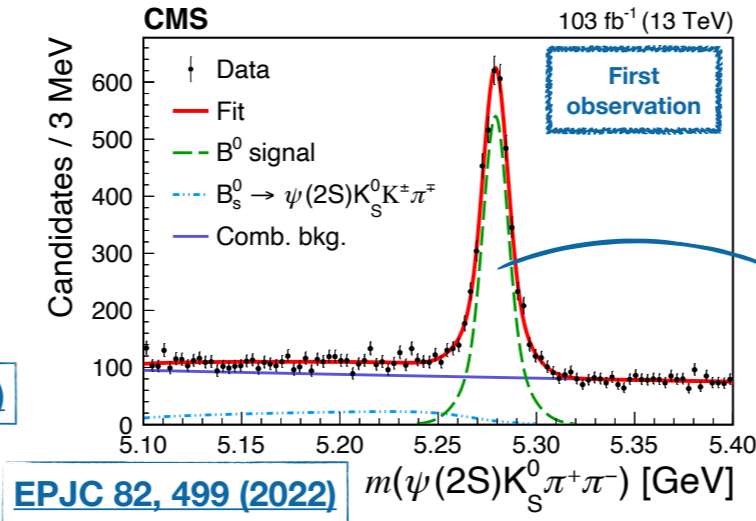 CMS
103 fb⁻¹ (13 TeV)
Candidates / 3 MeV
600
500
400
300
200
100
0
Data
Fit
B⁰ signal
B⁰ₛ → ψ(2S)K⁰_S K±π∓
Comb. bkg.
First
observation
5.10 5.15 5.20 5.25 5.30 5.35 5.40
m(ψ(2S)K⁰_S π⁺π⁻) [GeV]
)
EPJC 82, 499 (2022)